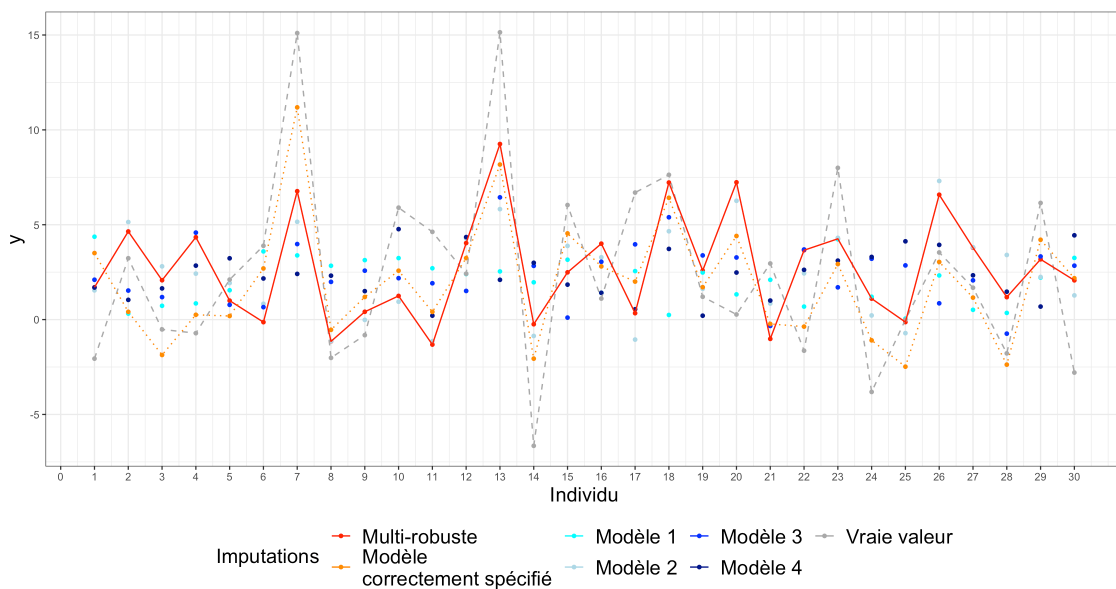 15
10
5
0
-5
y
0 1 2 3 4 5 6 7 8 9 10 11 12 13 14 15 16 17 18 19 20 21 22 23 24 25 26 27 28 29 30
Individu
Imputations
Multi-robuste
Modèle
correctement spécifié
Modèle 1
Modèle 2
Modèle 3
Modèle 4
Vraie valeur